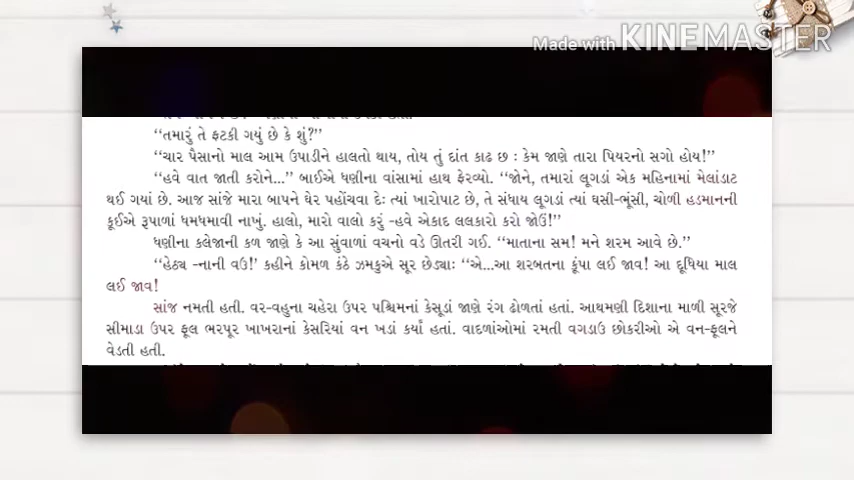 Made with KINEMASTER
“તમારું તે ફટકી ગયું છે કે શું?”
“ચાર પૈસાનો માલ આમ ઉપાડીને હાલતો થાય, તોય તું દાંત કાઢ છ : કેમ જાણે તારા પિયરનો સગો હોય!”
“હવે વાત જાતી કરોને...” બાઈએ ધણીના વાંસામાં હાથ ફેરવ્યો. “જોને, તમારાં લૂગડાં એક મહિનામાં મેલાંદાટ
થઈ ગયાં છે. આજ સાંજે મારા બાપને ઘેર પહોંચવા દેઃ ત્યાં ખારોપાટ છે, તે સંધાય લૂગડાં ત્યાં ઘસી-ભૂંસી, ચોળી હડમાનની
કૂઈએ રૂપાળાં ધમધમાવી નાખું. હાલો, મારો વાલો કરું -હવે એકાદ લલકારો કરો જોઉં!”
ધણીના કલેજાની કળ જાણે કે આ સુંવાળાં વચનો વડે ઊતરી ગઈ. “માતાના સમ! મને શરમ આવે છે.”
“હેઠ્ય -નાની વઉ!’ કહીને કોમળ કંઠે ઝમકુએ સૂર છેડ્યાઃ “એ...આ શરબતના કૂંપા લઈ જાવ! આ દૂધિયા માલ
લઈ જાવ!
સાંજ નમતી હતી. વર-વહુના ચહેરા ઉપર પશ્ચિમનાં કેસૂડાં જાણે રંગ ઢોળતાં હતાં. આથમણી દિશાના માળી સૂરજે
સીમાડા ઉપર ફૂલ ભરપૂર ખાખરાનાં કેસરિયાં વન ખડાં કર્યાં હતાં. વાદળાંઓમાં રમતી વગડાઉ છોકરીઓ એ વન-ફૂલને
વેડતી હતી.